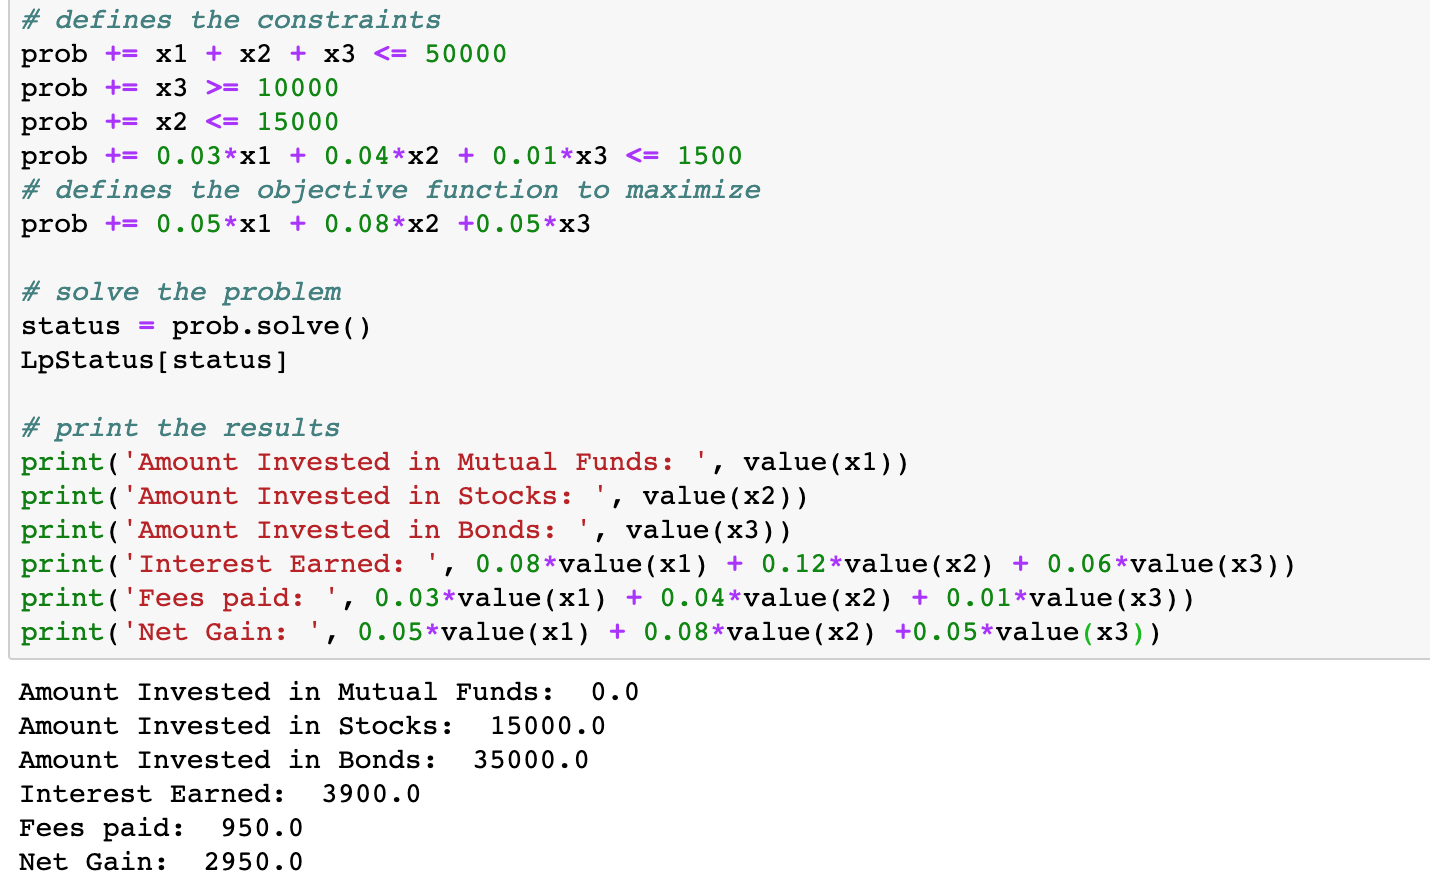 # defines the constraints
prob += x1 + x2 + x3 <= 50000
prob += x3 >= 10000
prob += x2 <= 15000
prob += 0.03*x1 + 0.04*x2 + 0.01*x3 <= 1500
# defines the objective function to maximize
prob += 0.05*x1 + 0.08*x2 +0.05*x3
# solve the problem
status = prob.solve()
LpStatus[status]
# print the results
print('Amount Invested in Mutual Funds: ', value(x1))
print('Amount Invested in Stocks: ', value(x2))
print('Amount Invested in Bonds: ', value(x3))
print('Interest Earned: ', 0.08*value(x1) + 0.12*value(x2) + 0.06*value(x3))
print('Fees paid: ', 0.03*value(x1) + 0.04*value(x2) + 0.01*value(x3))
print('Net Gain: ', 0.05*value(x1) + 0.08*value(x2) +0.05*value(x3))
Amount Invested in Mutual Funds:  0.0
Amount Invested in Stocks:  15000.0
Amount Invested in Bonds:  35000.0
Interest Earned:  3900.0
Fees paid:  950.0
Net Gain:  2950.0